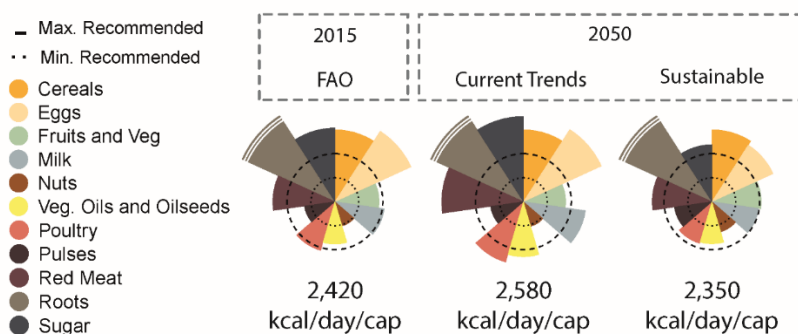 Max. Recommended
Min. Recommended
Cereals
Eggs
Fruits and Veg
Milk
Nuts
Veg. Oils and Oilseeds
Poultry
Pulses
Red Meat
Roots
Sugar
2015
FAO
2050
Current Trends
Sustainable
2,420
kcal/day/cap
2,580
kcal/day/cap
2,350
kcal/day/cap